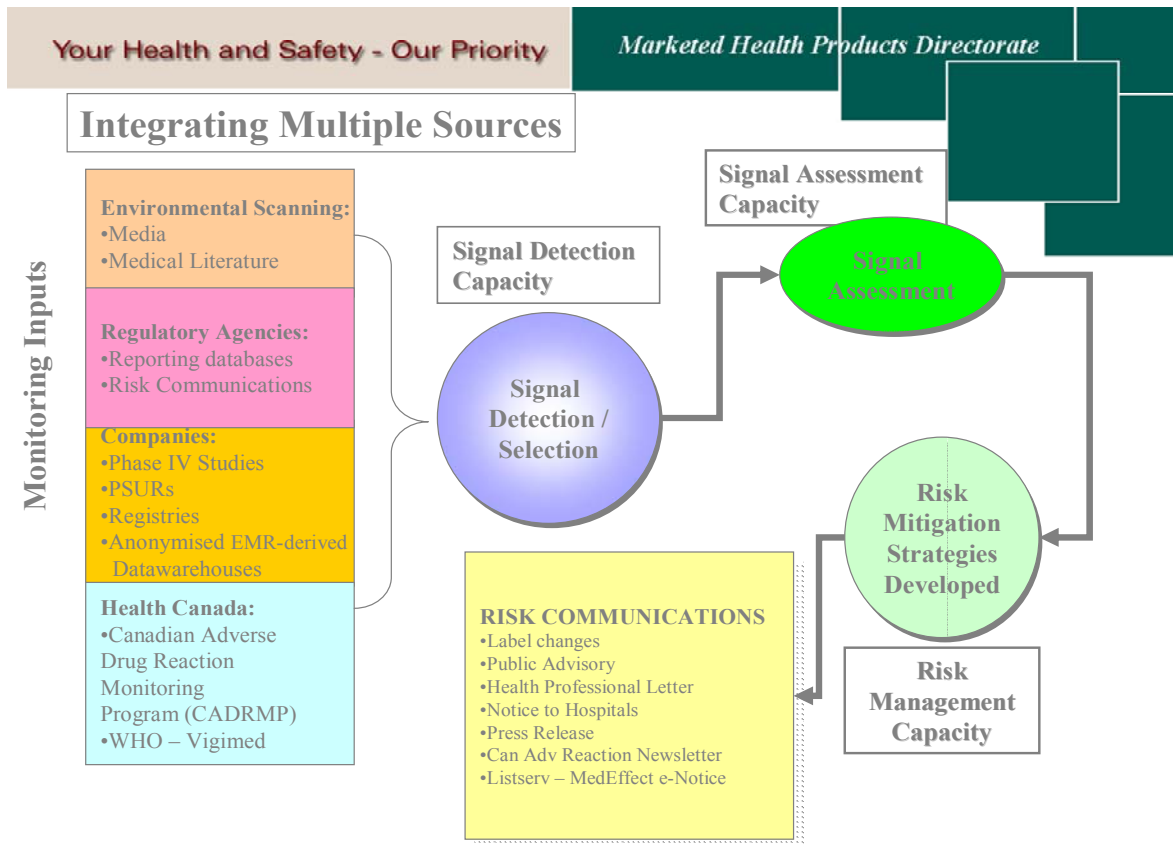 Your Health and Safety - Our Priority
Marketed Health Products Directorate
Integrating Multiple Sources
Monitoring Inputs
Environmental Scanning:
•Media
•Medical Literature
Regulatory Agencies:
•Reporting databases
•Risk Communications
Companies:
•Phase IV Studies
•PSURs
•Registries
•Anonymised EMR-derived
Datawarehouses
Health Canada:
•Canadian Adverse
Drug Reaction
Monitoring
Program (CADRMP)
•WHO – Vigimed
Signal Detection
Capacity
Signal
Detection /
Selection
Signal Assessment
Capacity
Signal
Assessment
Risk
Mitigation
Strategies
Developed
Risk
Management
Capacity
RISK COMMUNICATIONS
•Label changes
•Public Advisory
•Health Professional Letter
•Notice to Hospitals
•Press Release
•Can Adv Reaction Newsletter
•Listserv – MedEffect e-Notice